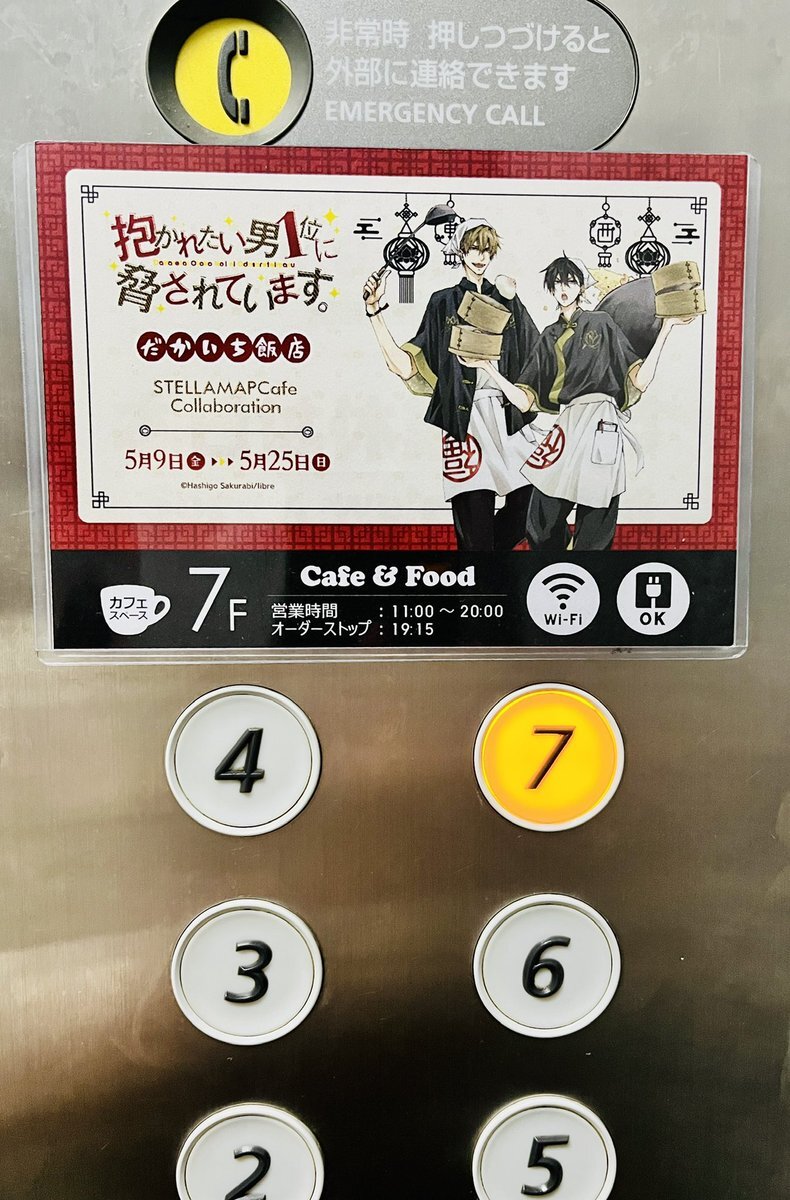 非常時 押しつづけると
外部に連絡できます
EMERGENCY CALL
抱かれたい男1位に
脅されています。
だかいち飯店
STELLAMAPCafe
Collaboration
5月9日金 5月25日日
©Hashigo Sakurabi/libre
東
西
福
福
カフェ
スペース
7F
Cafe & Food
営業時間 : 11:00 ～ 20:00
オーダーストップ : 19:15
Wi-Fi
OK
4
7
3
6
2
5